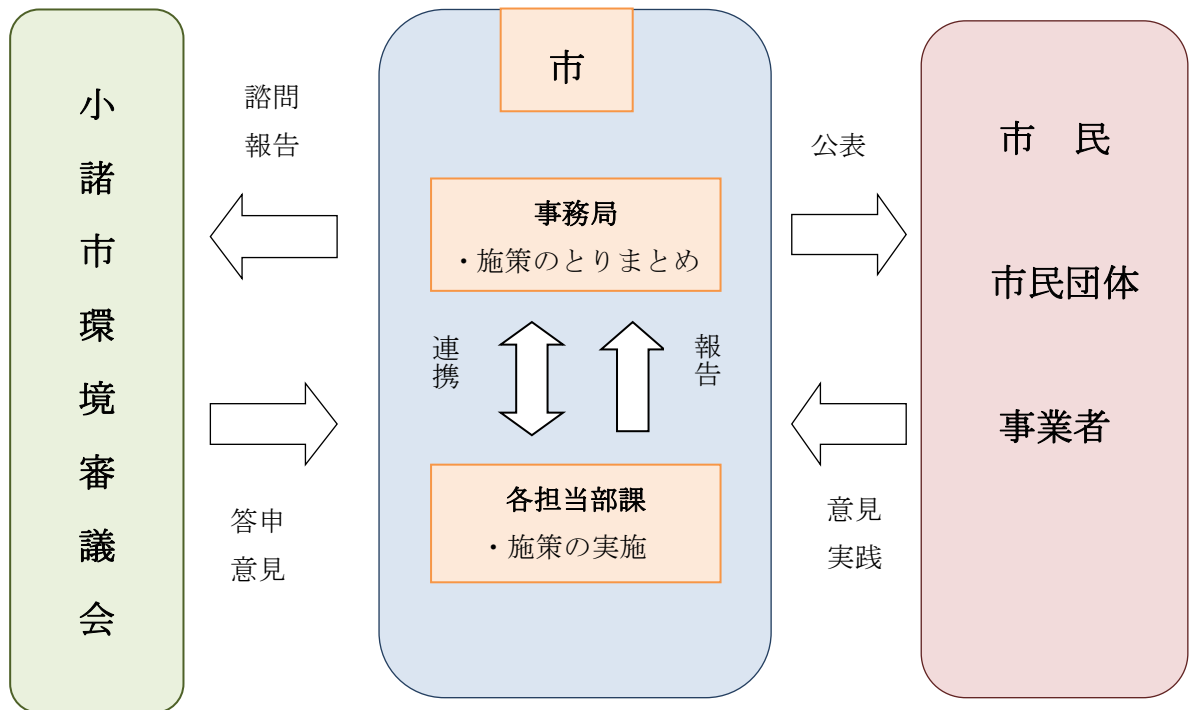 小諸市環境審議会
諮問
報告
答申
意見
市
事務局
・施策のとりまとめ
連携
報告
各担当部課
・施策の実施
公表
意見
実践
市　民
市民団体
事業者